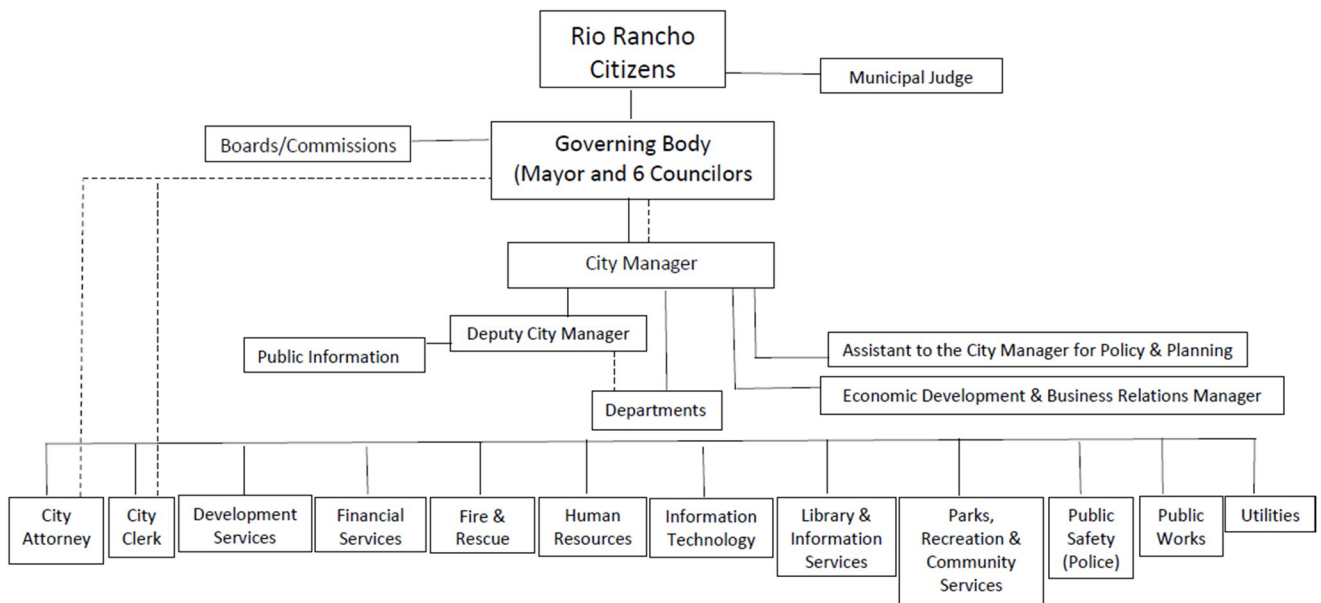 Rio Rancho
Citizens
Municipal Judge
Boards/Commissions
Governing Body
(Mayor and 6 Councilors
City Manager
Deputy City Manager
Public Information
Assistant to the City Manager for Policy & Planning
Economic Development & Business Relations Manager
Departments
City
Attorney
City
Clerk
Development
Services
Financial
Services
Fire &
Rescue
Human
Resources
Information
Technology
Library &
Information
Services
Parks,
Recreation &
Community
Services
Public
Safety
(Police)
Public
Works
Utilities